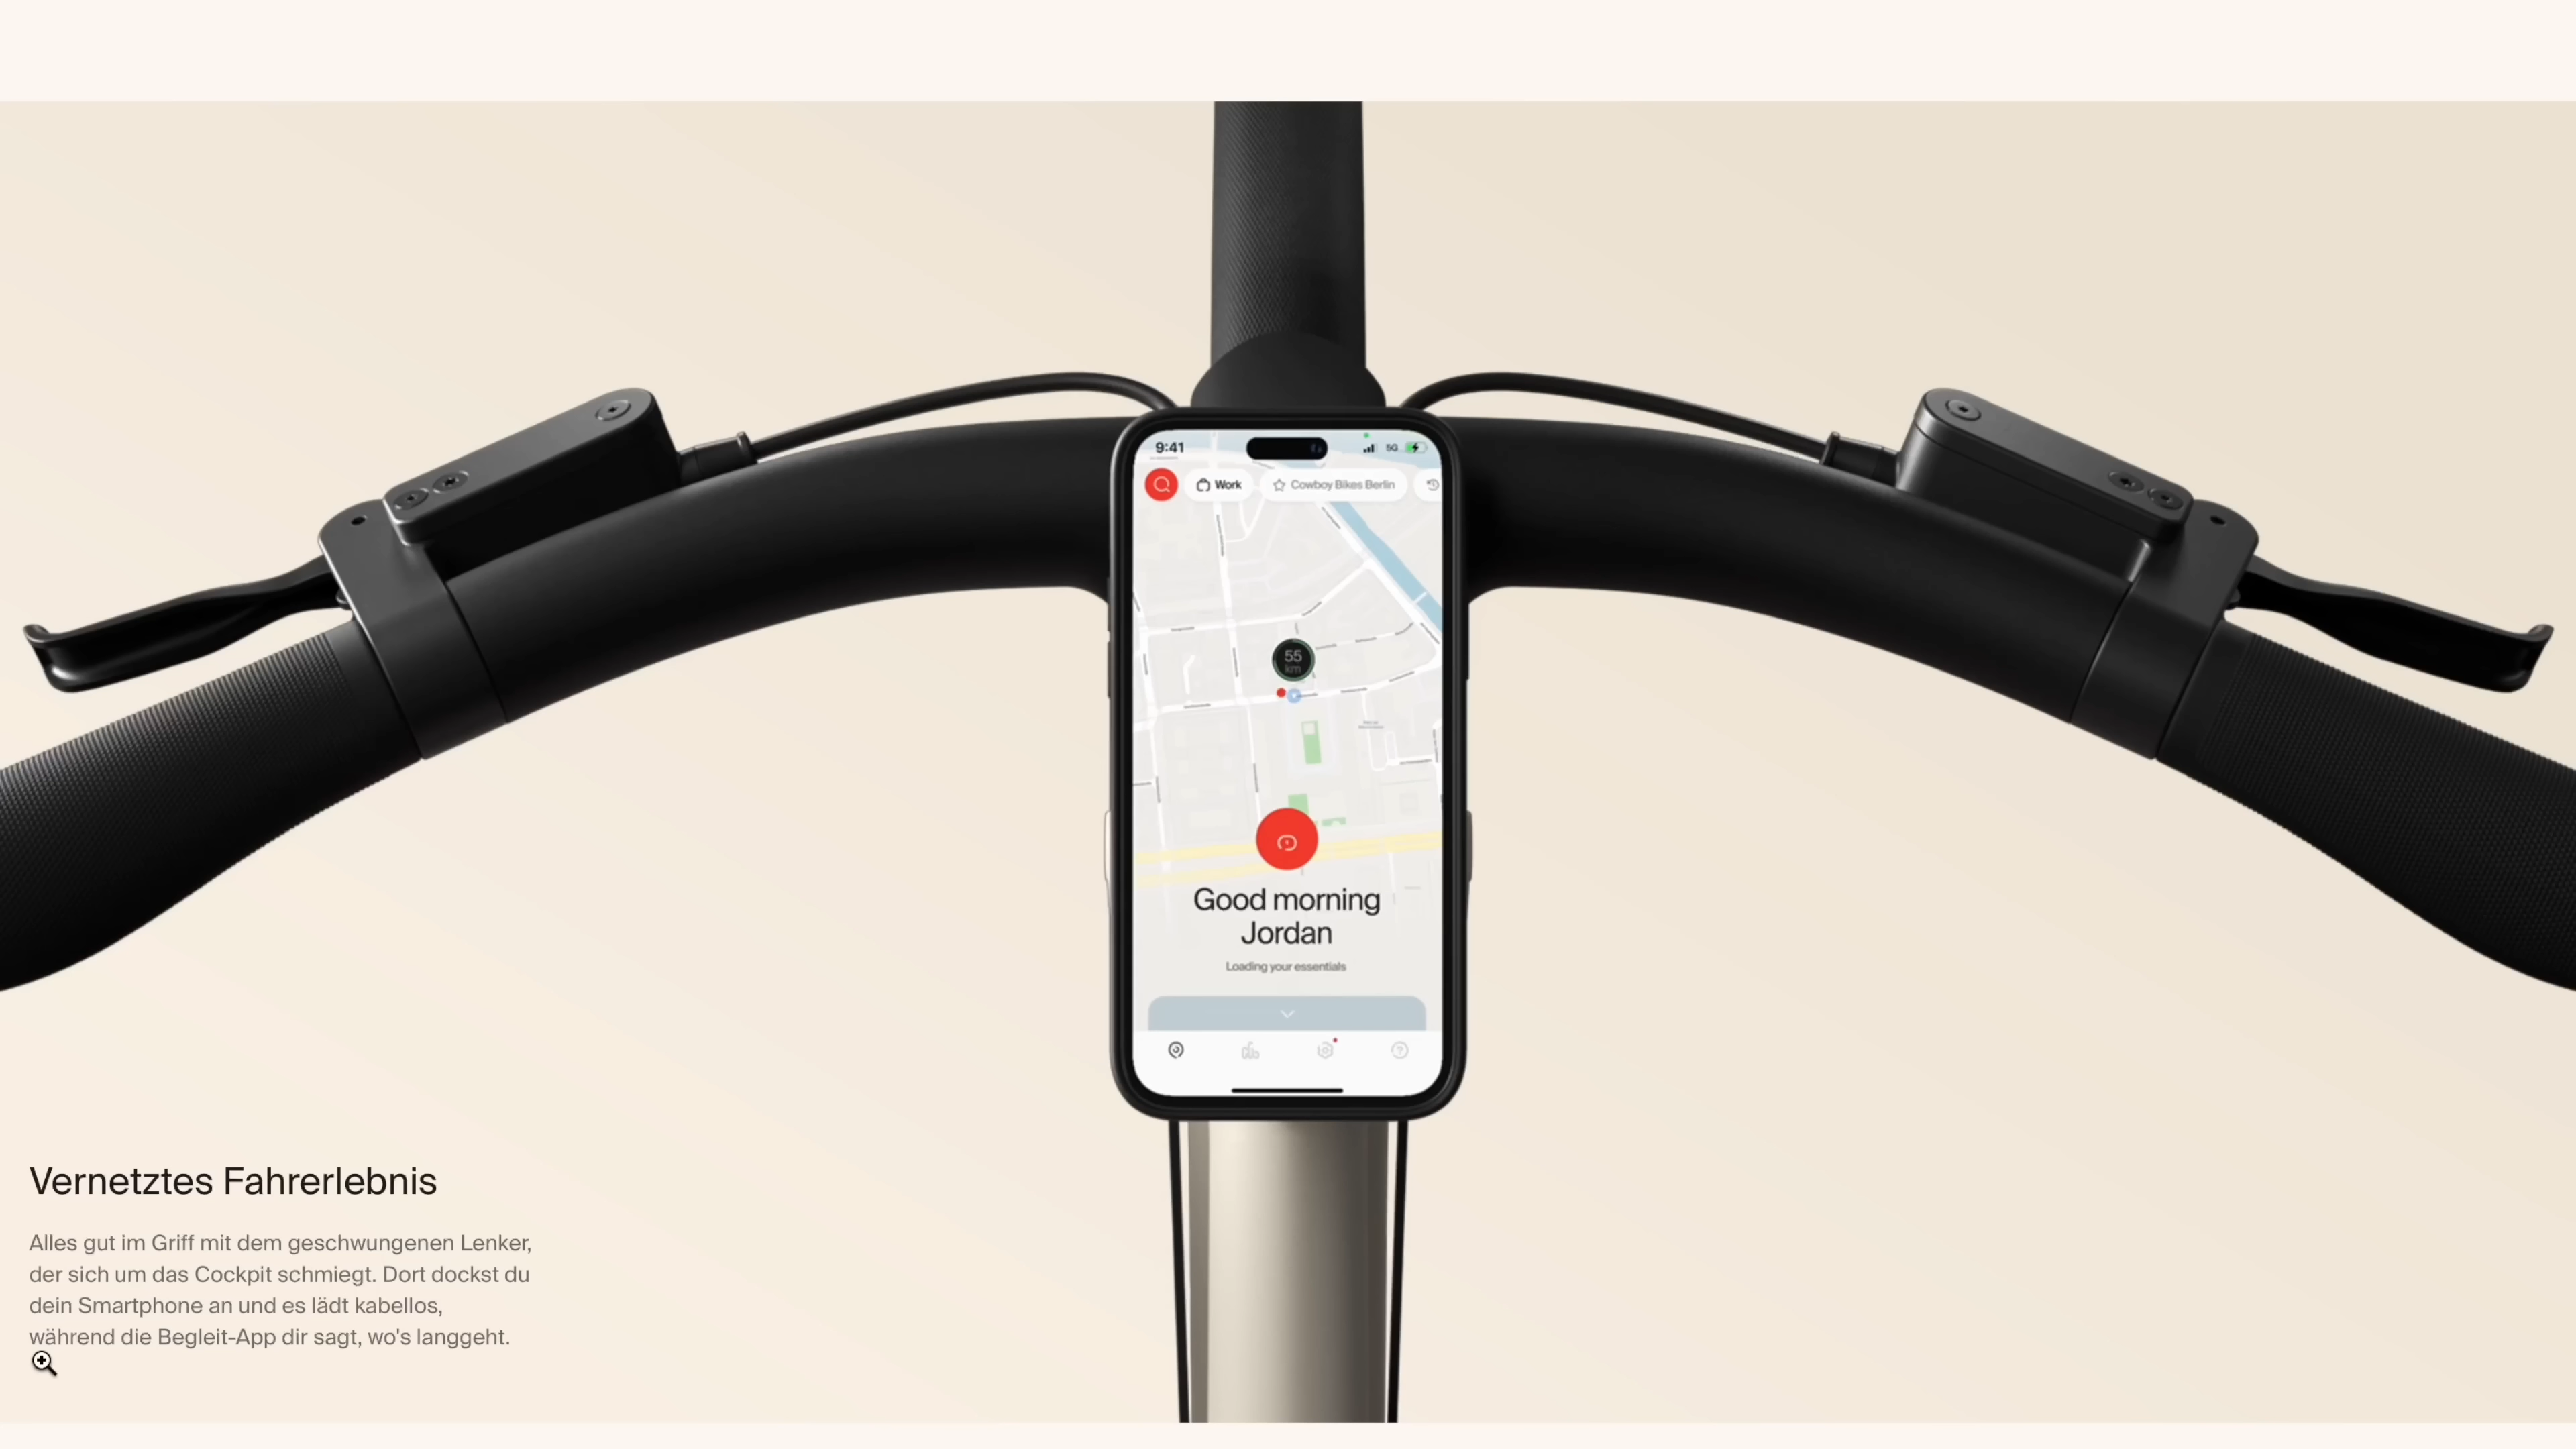 9:41
5G
Work
Cowboy Bikes Berlin
55
km
Good morning
Jordan
Loading your essentials
Vernetztes Fahrerlebnis
Alles gut im Griff mit dem geschwungenen Lenker,
der sich um das Cockpit schmiegt. Dort dockst du
dein Smartphone an und es lädt kabellos,
während die Begleit-App dir sagt, wo's langgeht.